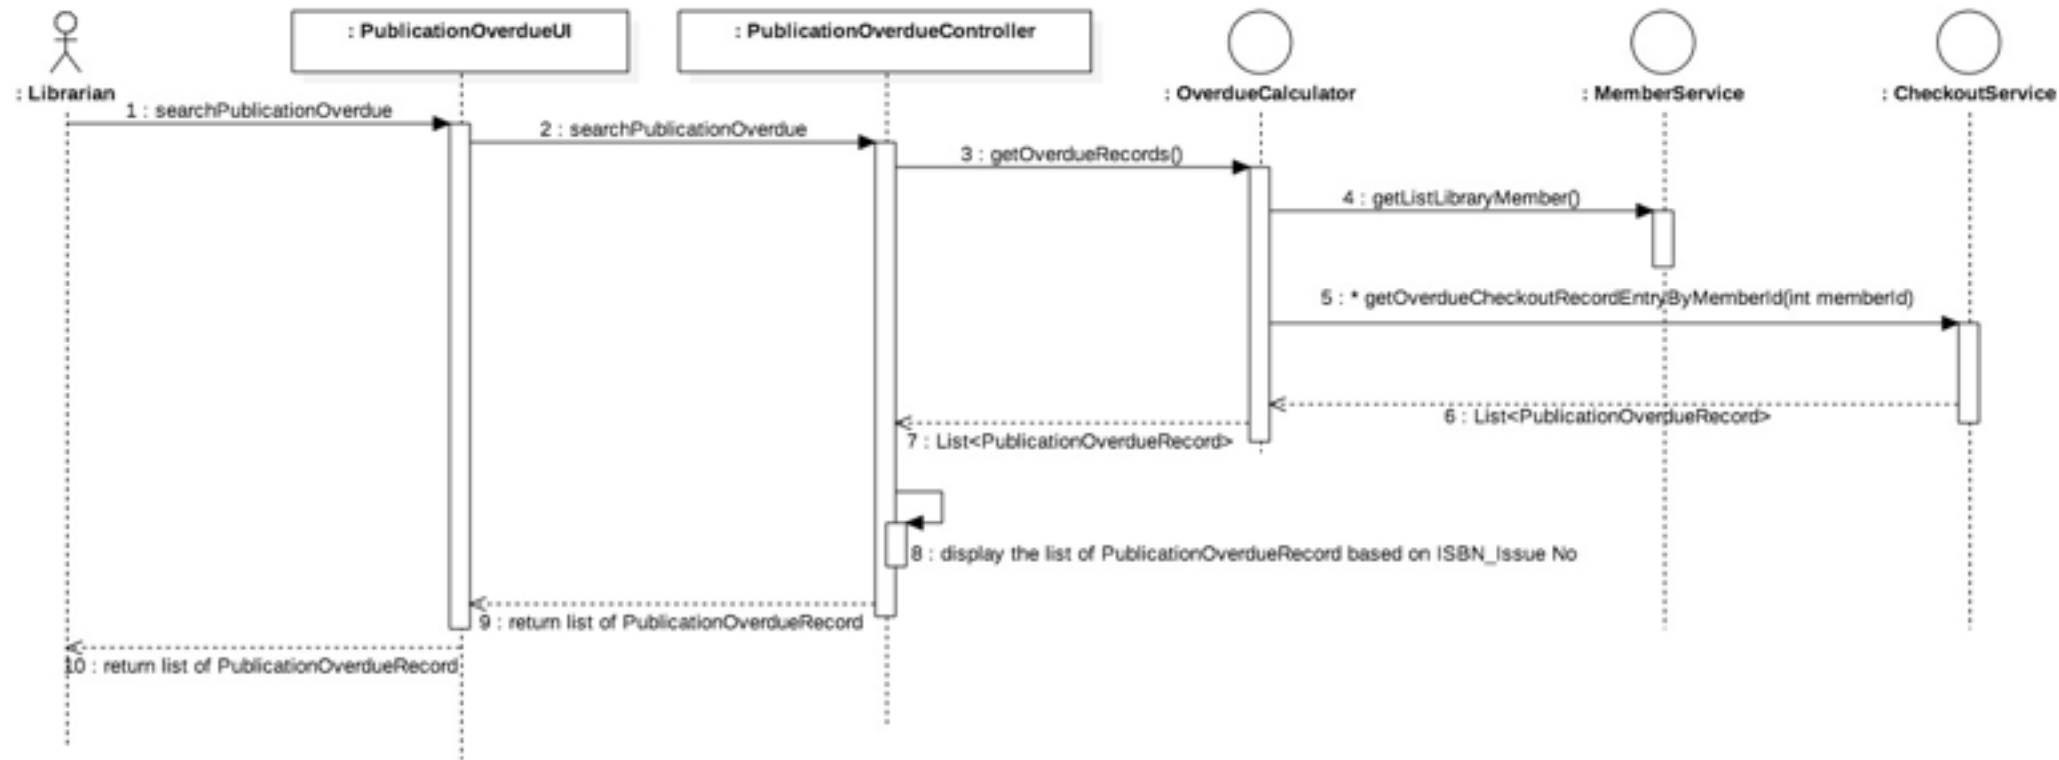 : PublicationOverdueUI
: PublicationOverdueController
: Librarian
: OverdueCalculator
: MemberService
: CheckoutService
1 : searchPublicationOverdue
2 : searchPublicationOverdue
3 : getOverdueRecords()
4 : getListLibraryMember()
5 : * getOverdueCheckoutRecordEntryByMemberId(int memberId)
6 : List<PublicationOverdueRecord>
7 : List<PublicationOverdueRecord>
8 : display the list of PublicationOverdueRecord based on ISBN_Issue No
9 : return list of PublicationOverdueRecord
10 : return list of PublicationOverdueRecord